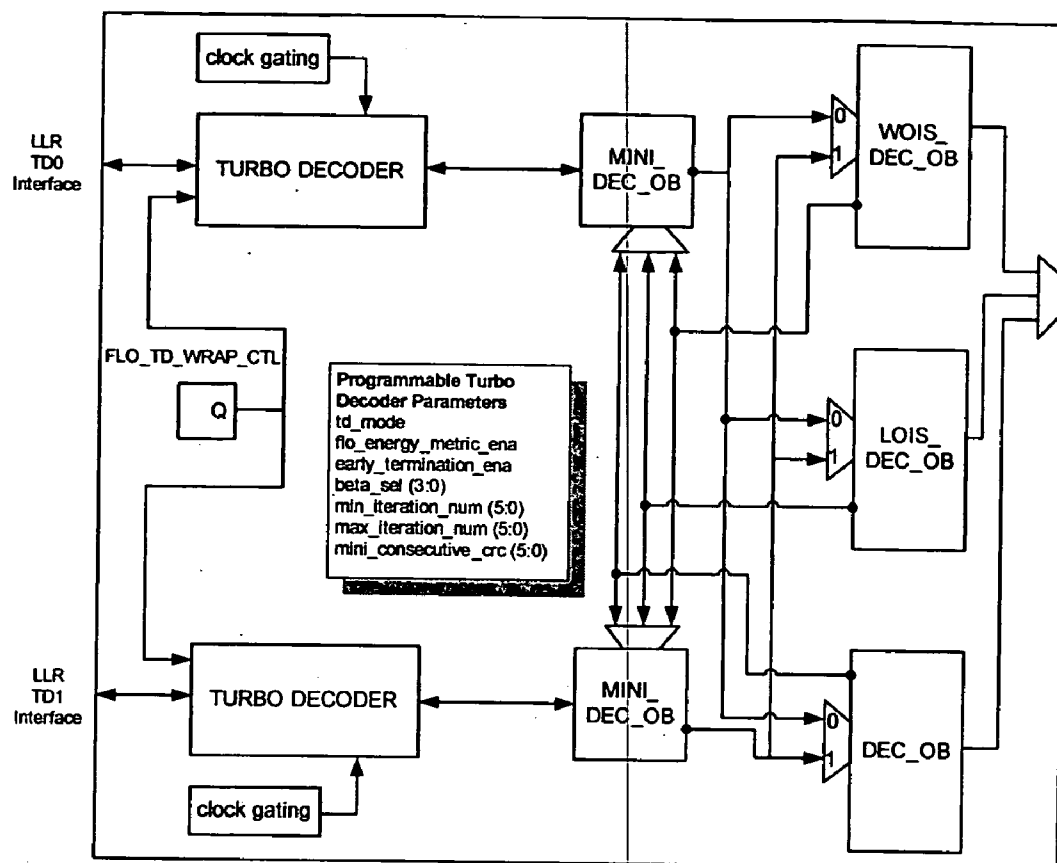 clock gating
LLR
TD0
Interface
TURBO DECODER
MINI_
DEC_OB
0
1
WOIS_
DEC_OB
FLO_TD_WRAP_CTL
Q
Programmable Turbo
Decoder Parameters
td_mode
flo_energy_metric_ena
early_termination_ena
beta_sel (3:0)
min_iteration_num (5:0)
max_iteration_num (5:0)
mini_consecutive_crc (5:0)
0
1
LOIS_
DEC_OB
LLR
TD1
Interface
TURBO DECODER
MINI_
DEC_OB
0
1
DEC_OB
clock gating